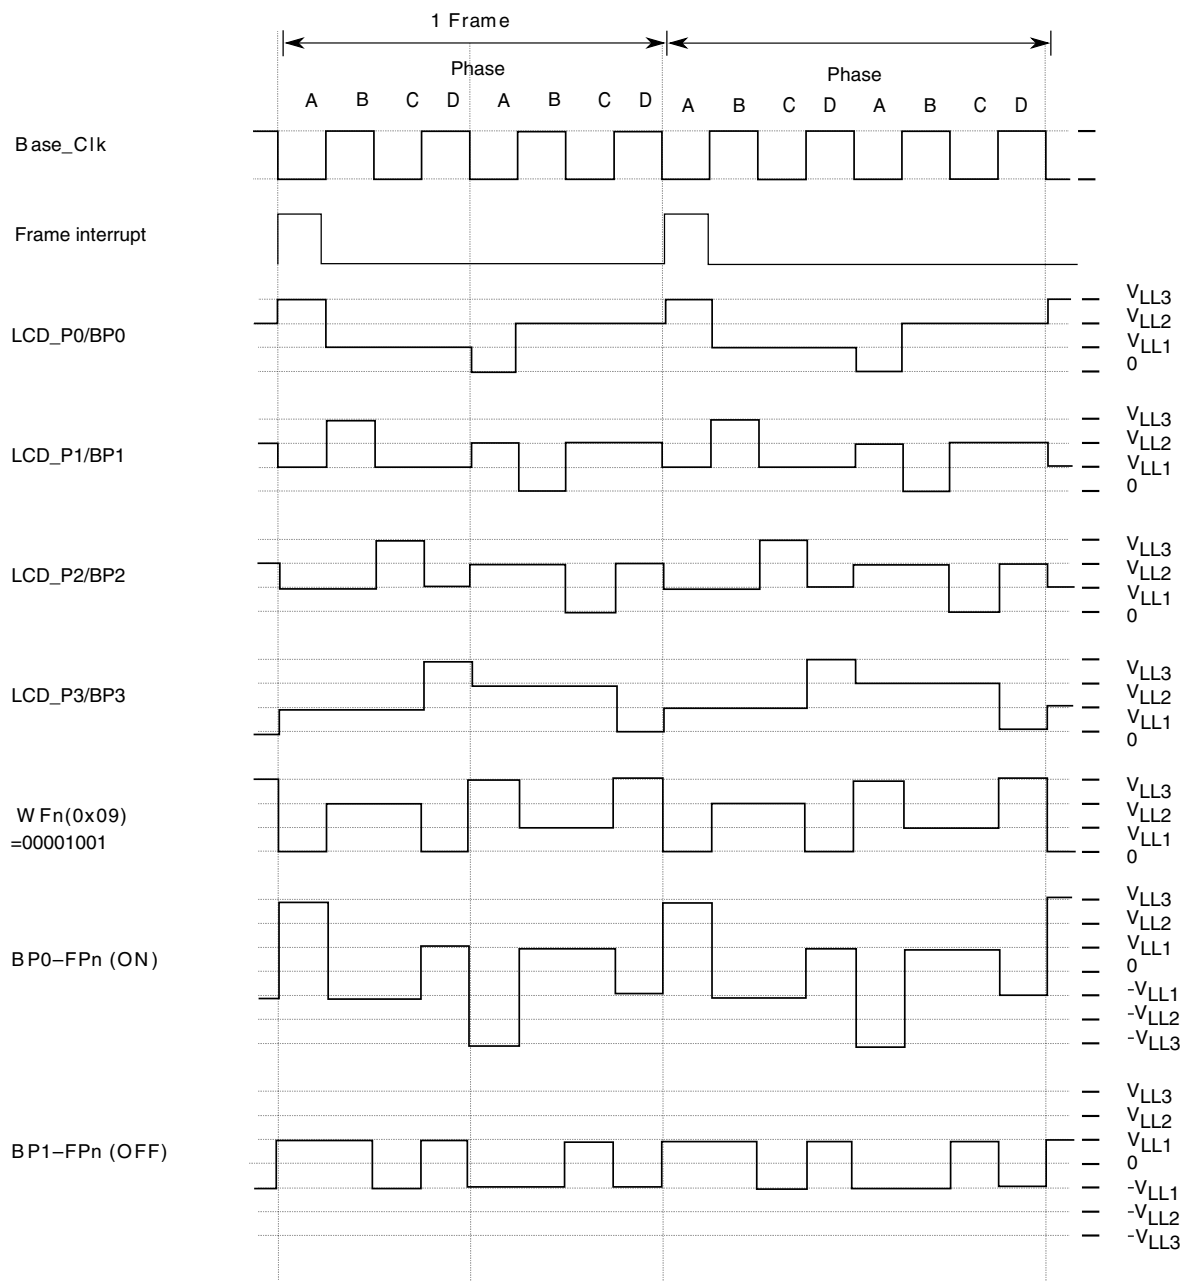 1 Frame
Phase
Phase
A B C D A B C D A B C D A B C D
Base_Clk
Frame interrupt
LCD_P0/BP0
VLL3
VLL2
VLL1
0
LCD_P1/BP1
VLL3
VLL2
VLL1
0
LCD_P2/BP2
VLL3
VLL2
VLL1
0
LCD_P3/BP3
VLL3
VLL2
VLL1
0
WFn(0x09)
=00001001
VLL3
VLL2
VLL1
0
BP0–FPn (ON)
VLL3
VLL2
VLL1
0
-VLL1
-VLL2
-VLL3
BP1–FPn (OFF)
VLL3
VLL2
VLL1
0
-VLL1
-VLL2
-VLL3